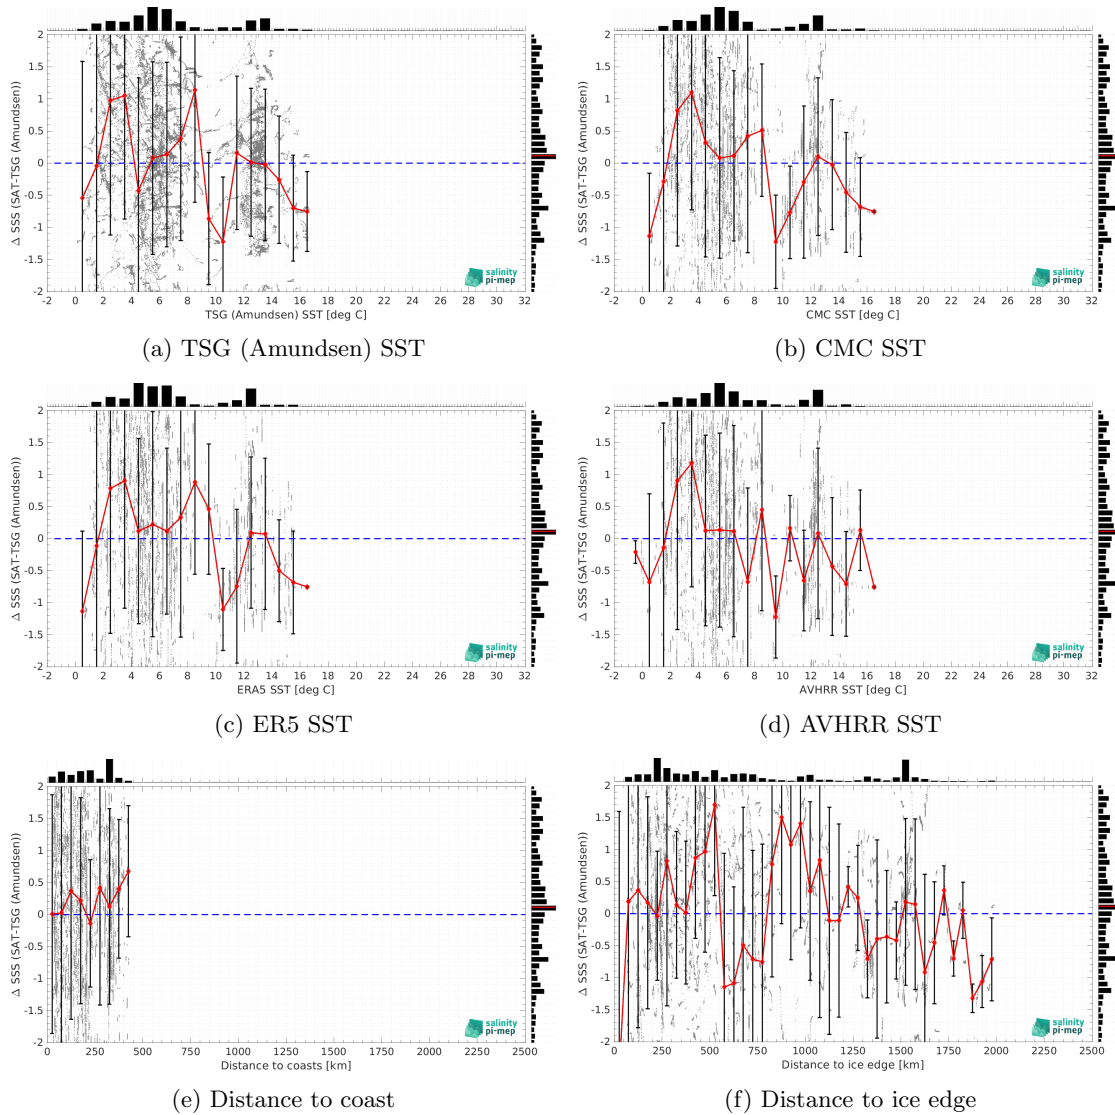 Δ SSS (SAT-TSG (Amundsen))
2
1.5
1
0.5
0
-0.5
-1
-1.5
-2
-2 0 2 4 6 8 10 12 14 16 18 20 22 24 26 28 30 32
TSG (Amundsen) SST [deg C]
salinity
pi-mep
(a) TSG (Amundsen) SST
Δ SSS (SAT-TSG (Amundsen))
2
1.5
1
0.5
0
-0.5
-1
-1.5
-2
-2 0 2 4 6 8 10 12 14 16 18 20 22 24 26 28 30 32
CMC SST [deg C]
salinity
pi-mep
(b) CMC SST
Δ SSS (SAT-TSG (Amundsen))
2
1.5
1
0.5
0
-0.5
-1
-1.5
-2
-2 0 2 4 6 8 10 12 14 16 18 20 22 24 26 28 30 32
ERA5 SST [deg C]
salinity
pi-mep
(c) ER5 SST
Δ SSS (SAT-TSG (Amundsen))
2
1.5
1
0.5
0
-0.5
-1
-1.5
-2
-2 0 2 4 6 8 10 12 14 16 18 20 22 24 26 28 30 32
AVHRR SST [deg C]
salinity
pi-mep
(d) AVHRR SST
Δ SSS (SAT-TSG (Amundsen))
2
1.5
1
0.5
0
-0.5
-1
-1.5
-2
0 250 500 750 1000 1250 1500 1750 2000 2250 2500
Distance to coasts [km]
salinity
pi-mep
(e) Distance to coast
Δ SSS (SAT-TSG (Amundsen))
2
1.5
1
0.5
0
-0.5
-1
-1.5
-2
0 250 500 750 1000 1250 1500 1750 2000 2250 2500
Distance to ice edge [km]
salinity
pi-mep
(f) Distance to ice edge